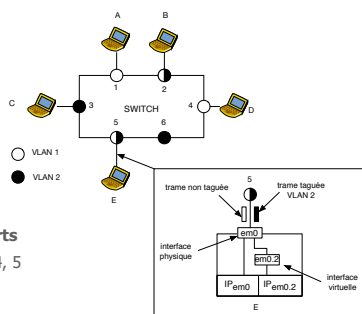 A
B
1
2
C
3
SWITCH
4
D
5
6
VLAN 1
VLAN 2
E
5
trame non taguée
trame taguée
VLAN 2
em0
interface
physique
em0.2
interface
virtuelle
IPem0
IPem0.2
E
rts
4, 5